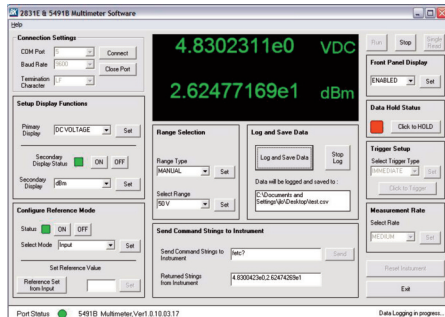 2831E & 5491B Multimeter Software
Help
Connection Settings
COM Port 5 Connect
Baud Rate 9600 Close Port
Termination Character LF
4.8302311e0 VDC
2.62477169e1 dBm
Run Stop Single Read
Front Panel Display
ENABLED Set
Data Hold Status
Click to HOLD
Setup Display Functions
Primary Display DC VOLTAGE Set
Secondary Display Status ON OFF
Secondary Display dBm Set
Range Selection
Range Type
MANUAL Set
Select Range
50 V Set
Log and Save Data
Log and Save Data Stop Log
Data will be logged and saved to :
C:\Documents and
Settings\jlo\Desktop\test.csv
Trigger Setup
Select Trigger Type
IMMEDIATE Set
Click to Trigger
Configure Reference Mode
Status ON OFF
Select Mode Input Set
Set Reference Value
Reference Set from Input Set
Send Command Strings to Instrument
Send Command Strings to Instrument fetc? Send
Returned Strings from Instrument 4.8300423e0,2.62474269e1
Measurement Rate
Select Rate
MEDIUM Set
Reset Instrument
Exit
Port Status 5491B Multimeter,Ver1.0.10.03.17 Data Logging in progress...